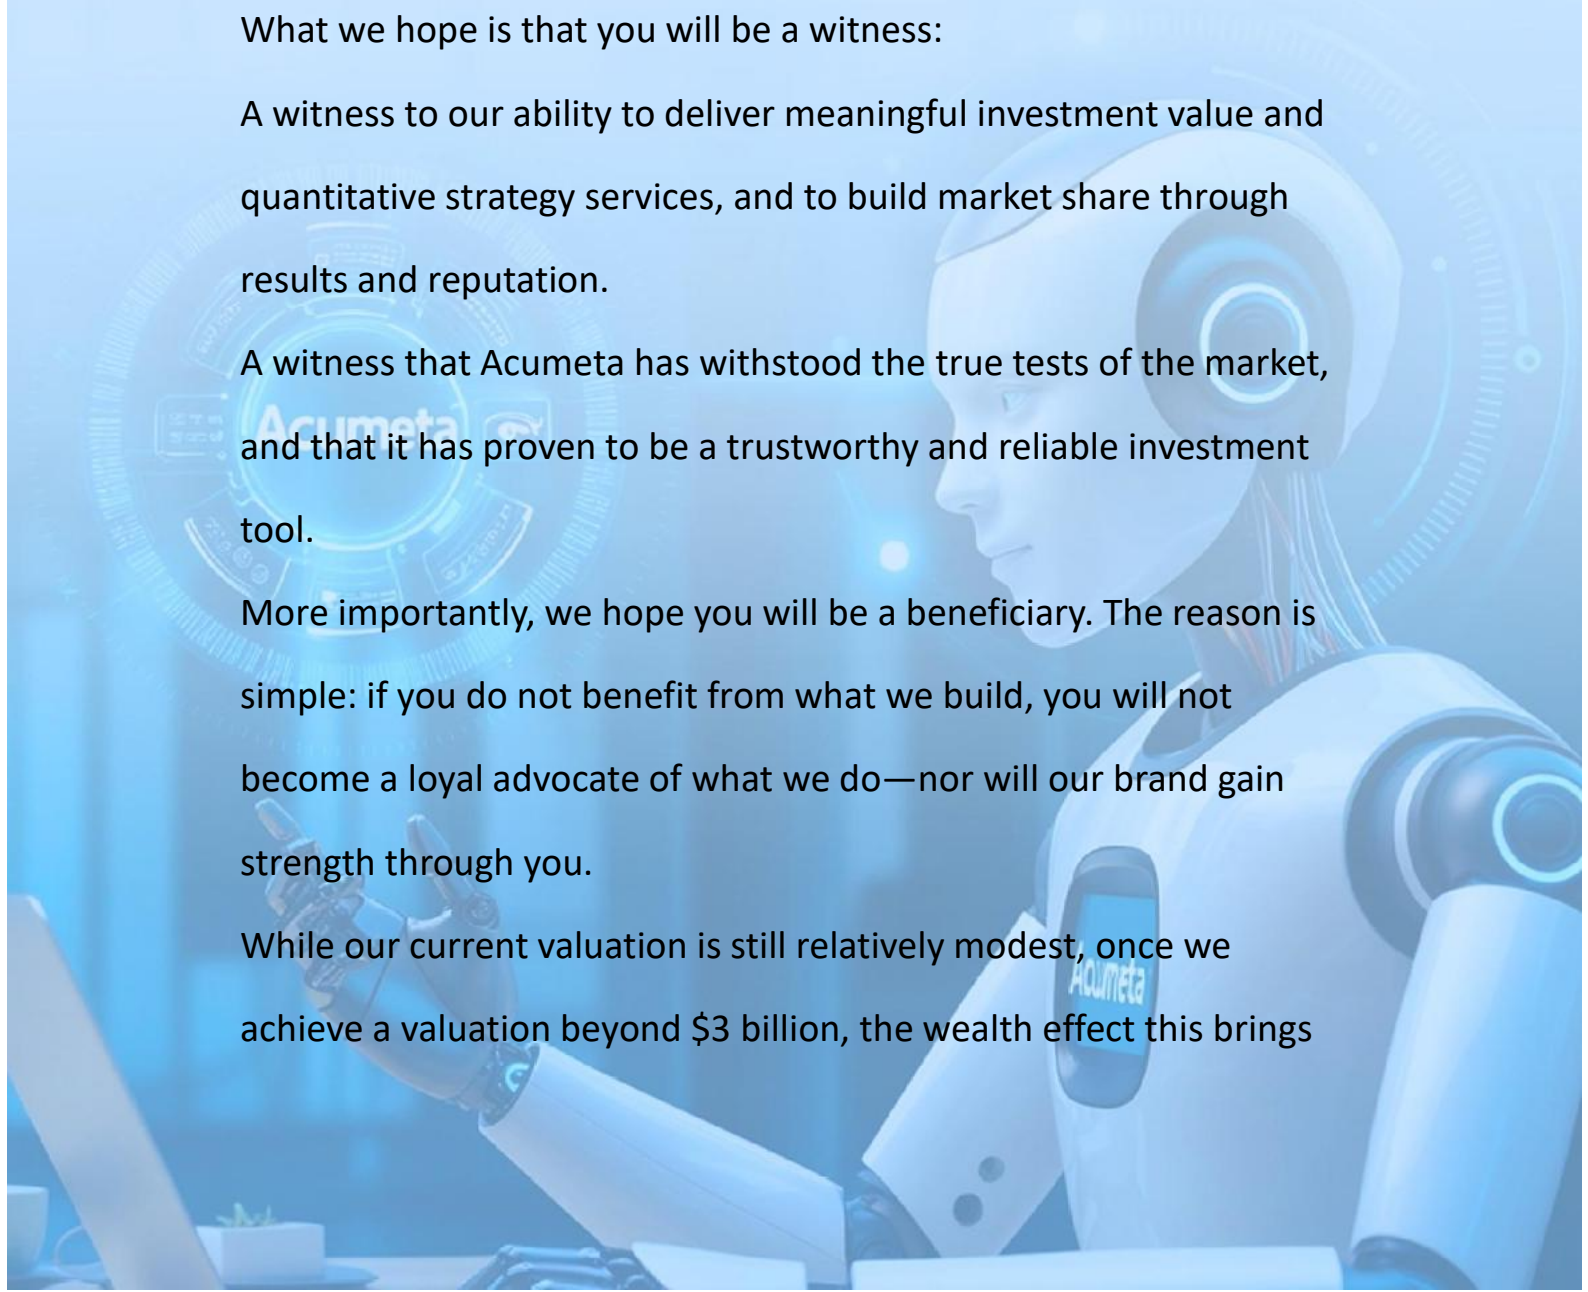 What we hope is that you will be a witness:
A witness to our ability to deliver meaningful investment value and
quantitative strategy services, and to build market share through
results and reputation.
A witness that Acumeta has withstood the true tests of the market,
Acumeta
and that it has proven to be a trustworthy and reliable investment
tool.
More importantly, we hope you will be a beneficiary. The reason is
simple: if you do not benefit from what we build, you will not
become a loyal advocate of what we do—nor will our brand gain
strength through you.
While our current valuation is still relatively modest, once we
Acumeta
achieve a valuation beyond $3 billion, the wealth effect this brings